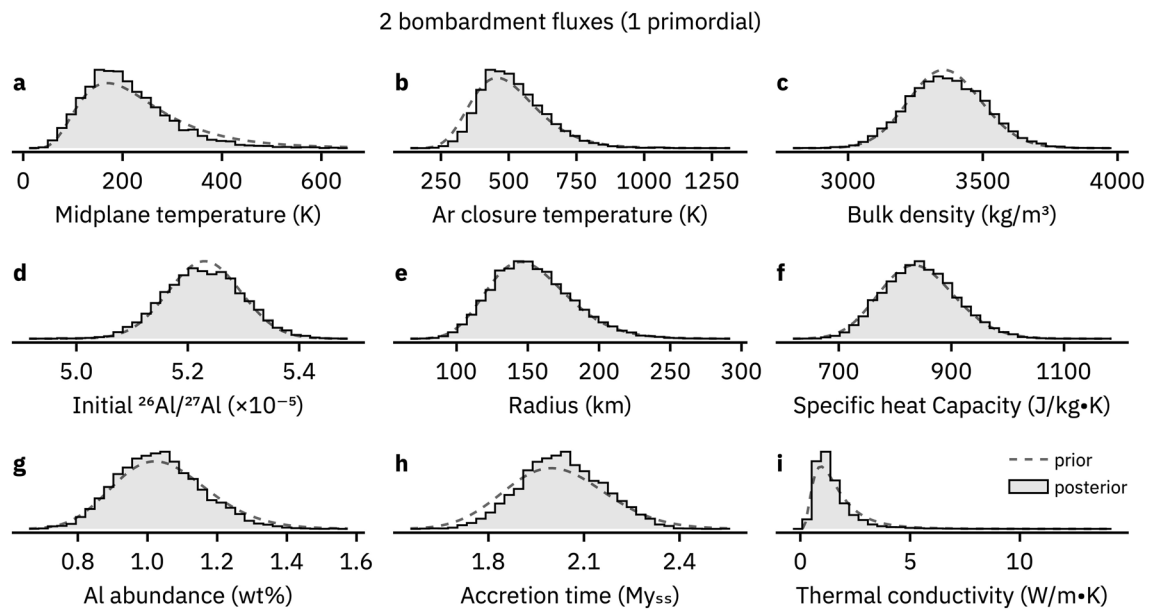 2 bombardment fluxes (1 primordial)
a
0 200 400 600
Midplane temperature (K)
b
250 500 750 1000 1250
Ar closure temperature (K)
c
3000 3500 4000
Bulk density (kg/m³)
d
5.0 5.2 5.4
Initial ²⁶Al/²⁷Al (×10⁻⁵)
e
100 150 200 250 300
Radius (km)
f
700 900 1100
Specific heat Capacity (J/kg•K)
g
0.8 1.0 1.2 1.4 1.6
Al abundance (wt%)
h
1.8 2.1 2.4
Accretion time (Myₛₛ)
i
prior
posterior
0 5 10
Thermal conductivity (W/m•K)